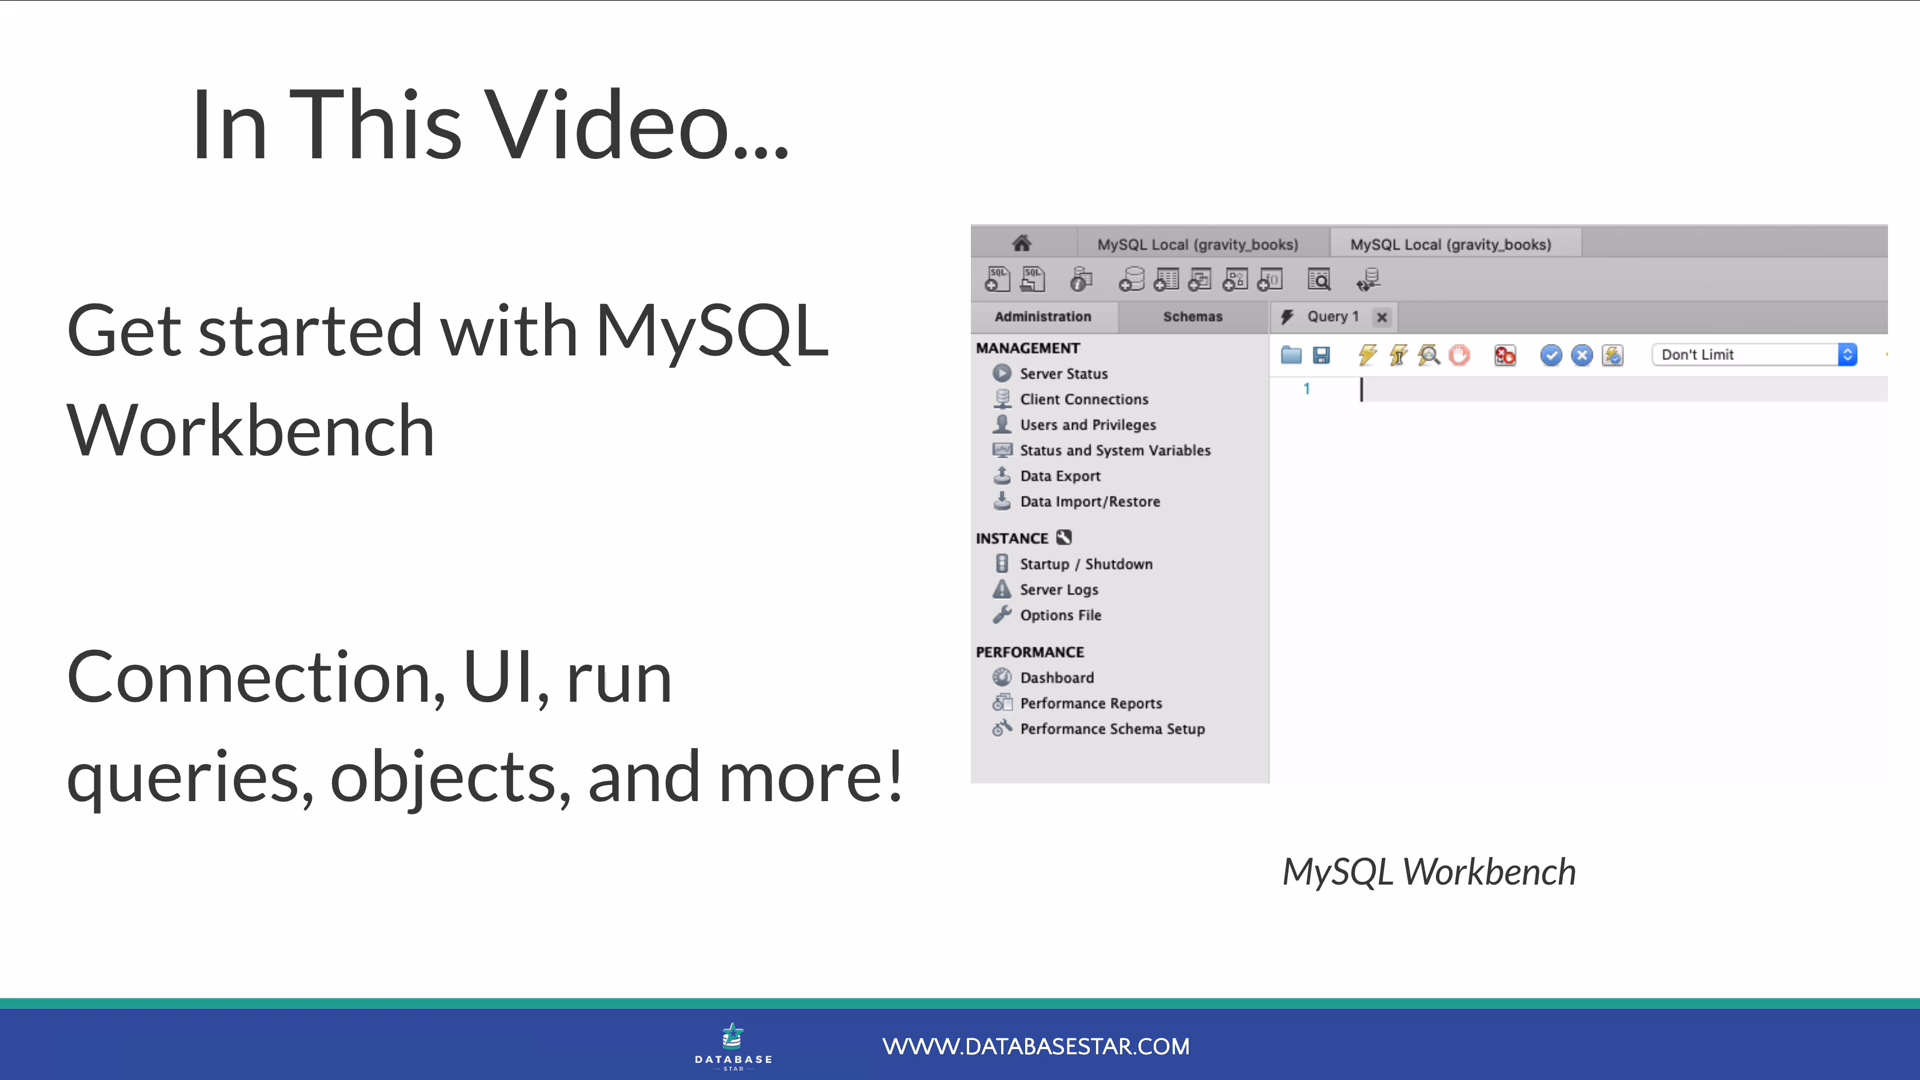 In This Video...
Get started with MySQL
Workbench
Connection, UI, run
queries, objects, and more!
MySQL Local (gravity_books) MySQL Local (gravity_books)
SQL SQL
Administration Schemas Query 1
MANAGEMENT
Server Status
Client Connections
Users and Privileges
Status and System Variables
Data Export
Data Import/Restore
INSTANCE
Startup / Shutdown
Server Logs
Options File
PERFORMANCE
Dashboard
Performance Reports
Performance Schema Setup
Don't Limit
1
MySQL Workbench
DATABASE
STAR
WWW.DATABASESTAR.COM